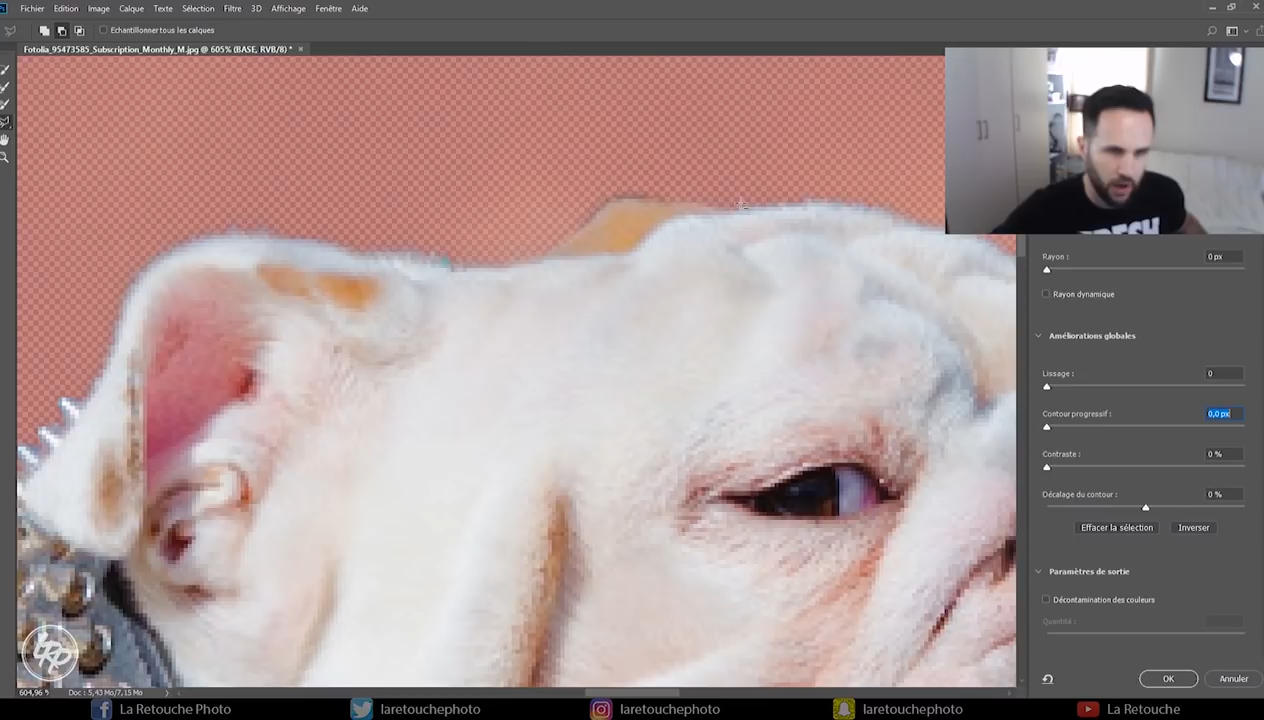 Fichier Edition Image Calque Texte Sélection Filtre 3D Affichage Fenêtre Aide
Echantillonner tous les calques
Fotolia_95473585_Subscription_Monthly_M.jpg @ 605% (BASE, RVB/8) *
Rayon : 0 px
Rayon dynamique
Améliorations globales
Lissage : 0
Contour progressif : 0,0 px
Contraste : 0 %
Décalage du contour : 0 %
Effacer la sélection Inverser
Paramètres de sortie
Décontamination des couleurs
Quantité :
OK Annuler
604,96 % Doc : 5,43 Mo/7,15 Mo
La Retouche Photo laretouchephoto laretouchephoto laretouchephoto La Retouche Photo